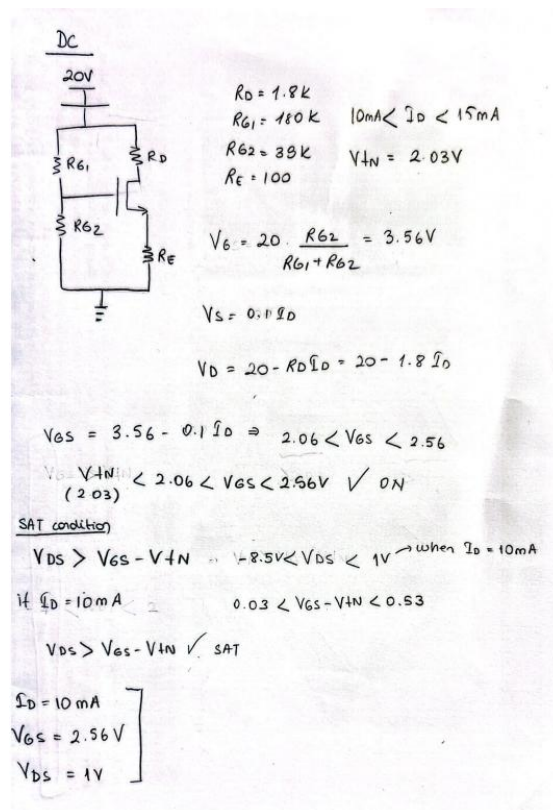 DC
20V
RG1
RD
RG2
RE
RD = 1.8K
RG1 = 180K
RG2 = 39K
RE = 100
10mA < ID < 15mA
VtN = 2.03V
VG = 20 . RG2 / RG1+RG2 = 3.56V
VS = 0.1 ID
VD = 20 - RD ID = 20 - 1.8 ID
VGS = 3.56 - 0.1 ID ⇒ 2.06 < VGS < 2.56
VtN < 2.06 < VGS < 2.56V ✓ ON
(2.03)
SAT condition
VDS > VGS - VtN -8.5V < VDS < 1V → when ID = 10mA
if ID = 10mA 0.03 < VGS - VtN < 0.53
VDS > VGS - VtN ✓ SAT
ID = 10 mA
VGS = 2.56 V
VDS = 1V